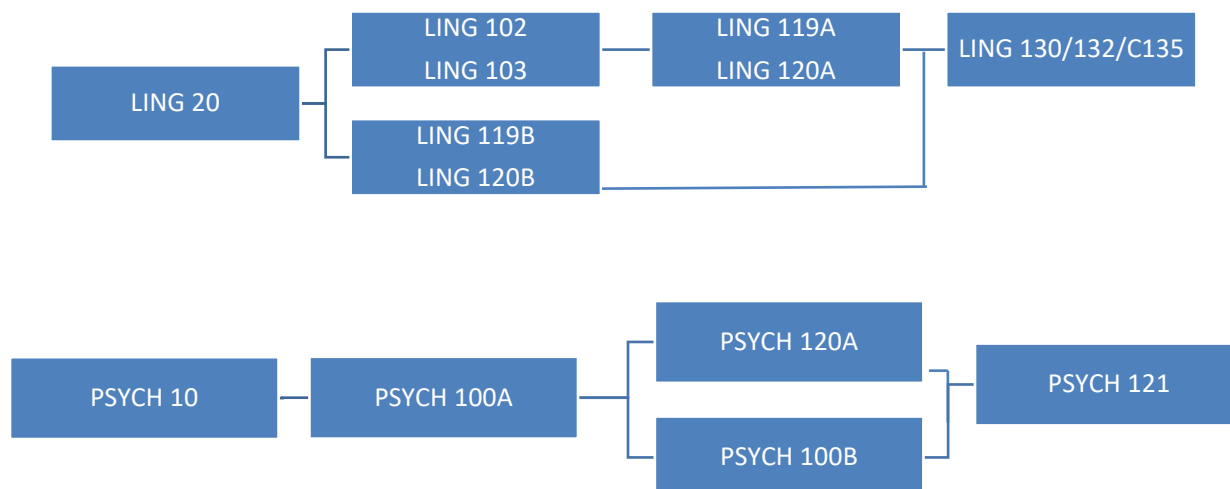 LING 102
LING 103
LING 119A
LING 120A
LING 130/132/C135
LING 20
LING 119B
LING 120B
PSYCH 10
PSYCH 100A
PSYCH 120A
PSYCH 100B
PSYCH 121